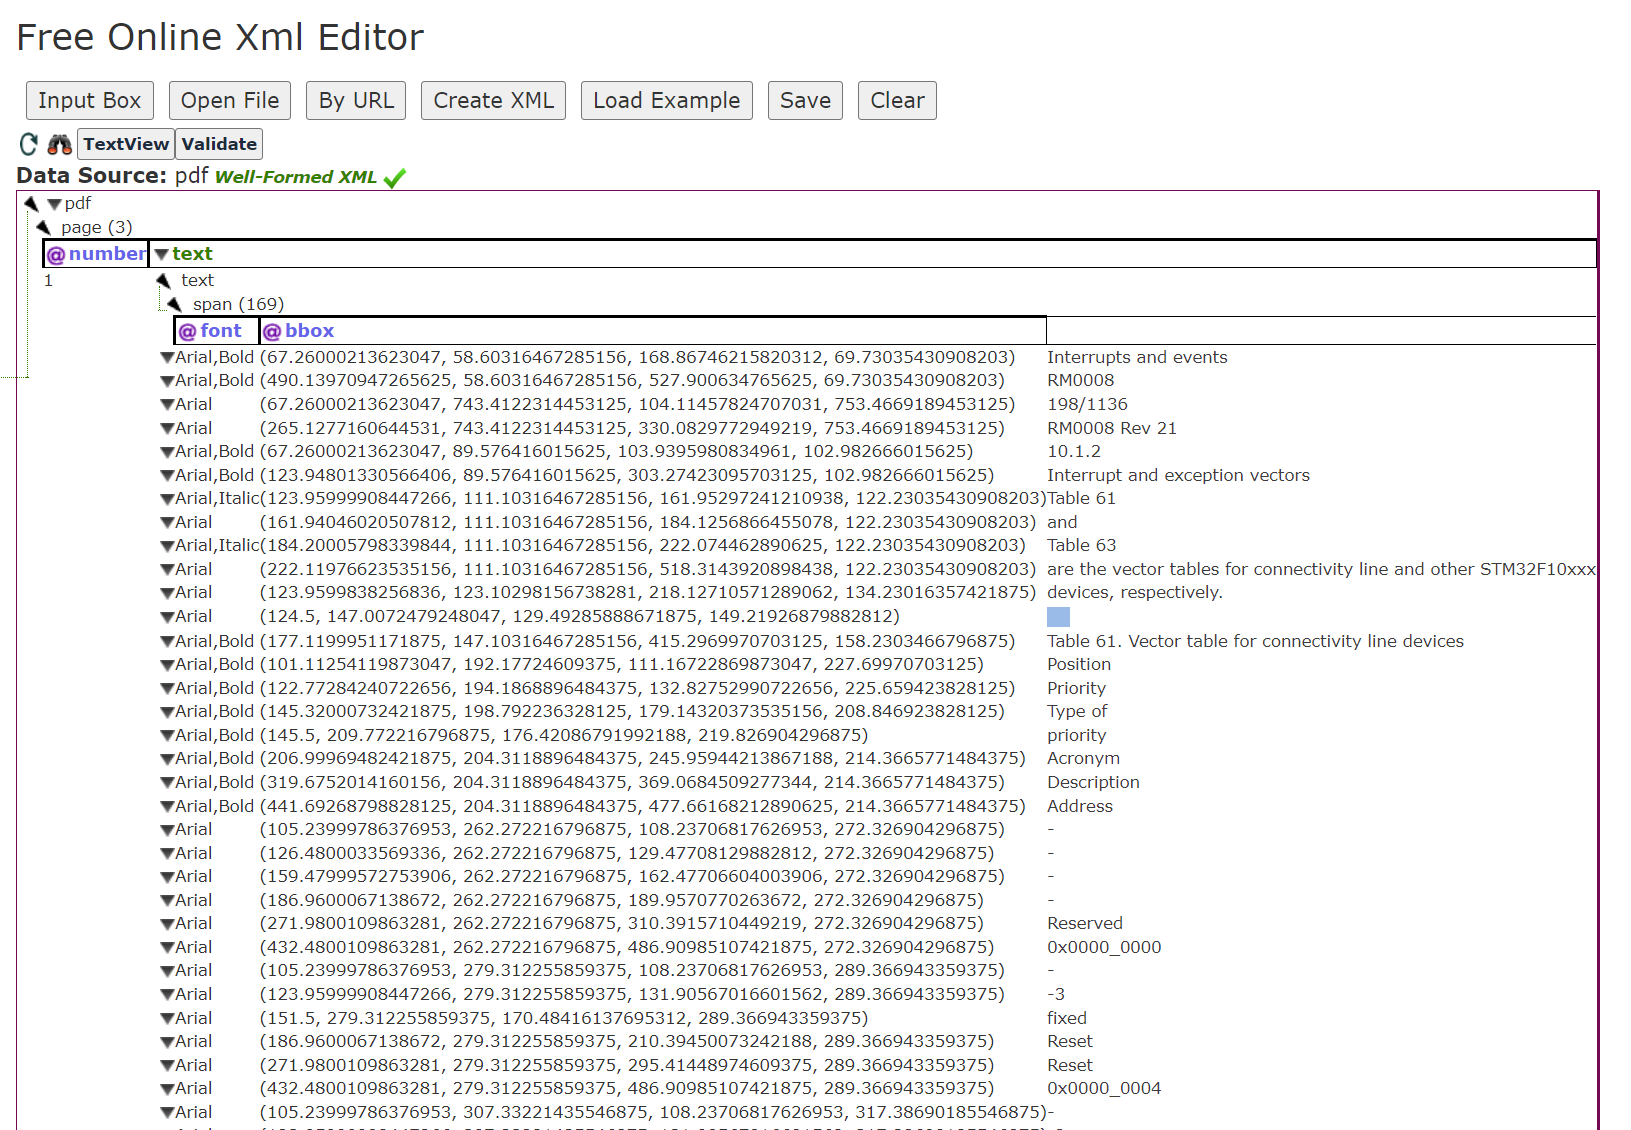 Free Online Xml Editor
Input Box Open File By URL Create XML Load Example Save Clear
TextView Validate
Data Source: pdf Well-Formed XML
pdf
page (3)
@ number text
1 text
span (169)
@ font @ bbox
Arial,Bold (67.26000213623047, 58.60316467285156, 168.86746215820312, 69.73035430908203) Interrupts and events
Arial,Bold (490.13970947265625, 58.60316467285156, 527.900634765625, 69.73035430908203) RM0008
Arial (67.26000213623047, 743.4122314453125, 104.11457824707031, 753.4669189453125) 198/1136
Arial (265.1277160644531, 743.4122314453125, 330.0829772949219, 753.4669189453125) RM0008 Rev 21
Arial,Bold (67.26000213623047, 89.576416015625, 103.9395980834961, 102.982666015625) 10.1.2
Arial,Bold (123.94801330566406, 89.576416015625, 303.27423095703125, 102.982666015625) Interrupt and exception vectors
Arial,Italic (123.95999908447266, 111.10316467285156, 161.95297241210938, 122.23035430908203) Table 61
Arial (161.94046020507812, 111.10316467285156, 184.1256866455078, 122.23035430908203) and
Arial,Italic (184.20005798339844, 111.10316467285156, 222.074462890625, 122.23035430908203) Table 63
Arial (222.11976623535156, 111.10316467285156, 518.3143920898438, 122.23035430908203) are the vector tables for connectivity line and other STM32F10xxx
Arial (123.9599838256836, 123.10298156738281, 218.12710571289062, 134.23016357421875) devices, respectively.
Arial (124.5, 147.0072479248047, 129.49285888671875, 149.21926879882812)
Arial,Bold (177.1199951171875, 147.10316467285156, 415.2969970703125, 158.2303466796875) Table 61. Vector table for connectivity line devices
Arial,Bold (101.11254119873047, 192.17724609375, 111.16722869873047, 227.69970703125) Position
Arial,Bold (122.77284240722656, 194.1868896484375, 132.82752990722656, 225.659423828125) Priority
Arial,Bold (145.32000732421875, 198.792236328125, 179.14320373535156, 208.846923828125) Type of
Arial,Bold (145.5, 209.772216796875, 176.42086791992188, 219.826904296875) priority
Arial,Bold (206.99969482421875, 204.3118896484375, 245.95944213867188, 214.3665771484375) Acronym
Arial,Bold (319.6752014160156, 204.3118896484375, 369.0684509277344, 214.3665771484375) Description
Arial,Bold (441.69268798828125, 204.3118896484375, 477.66168212890625, 214.3665771484375) Address
Arial (105.23999786376953, 262.272216796875, 108.23706817626953, 272.326904296875) -
Arial (126.4800033569336, 262.272216796875, 129.47708129882812, 272.326904296875) -
Arial (159.47999572753906, 262.272216796875, 162.47706604003906, 272.326904296875) -
Arial (186.9600067138672, 262.272216796875, 189.9570770263672, 272.326904296875) -
Arial (271.9800109863281, 262.272216796875, 310.3915710449219, 272.326904296875) Reserved
Arial (432.4800109863281, 262.272216796875, 486.90985107421875, 272.326904296875) 0x0000_0000
Arial (105.23999786376953, 279.312255859375, 108.23706817626953, 289.366943359375) -
Arial (123.95999908447266, 279.312255859375, 131.90567016601562, 289.366943359375) -3
Arial (151.5, 279.312255859375, 170.48416137695312, 289.366943359375) fixed
Arial (186.9600067138672, 279.312255859375, 210.39450073242188, 289.366943359375) Reset
Arial (271.9800109863281, 279.312255859375, 295.41448974609375, 289.366943359375) Reset
Arial (432.4800109863281, 279.312255859375, 486.90985107421875, 289.366943359375) 0x0000_0004
Arial (105.23999786376953, 307.33221435546875, 108.23706817626953, 317.38690185546875) -